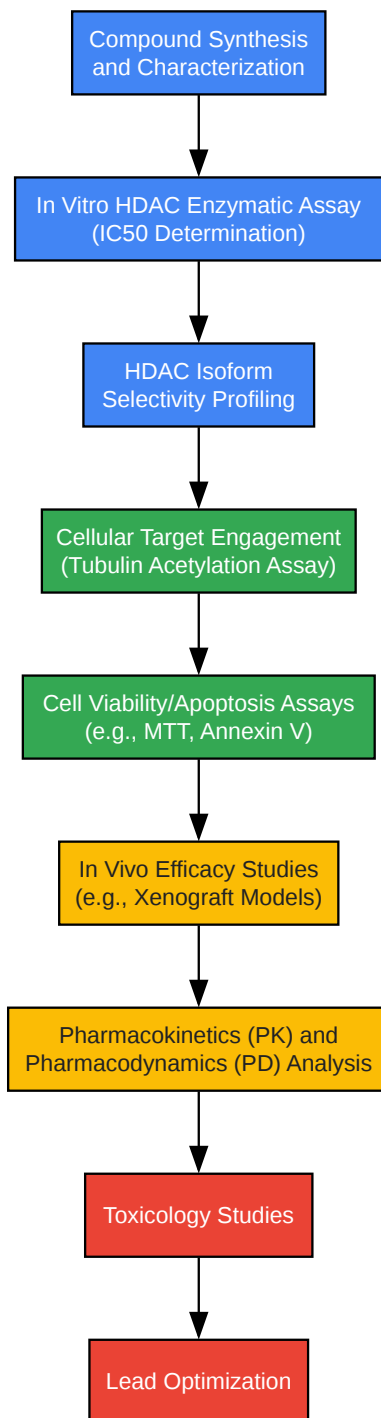 Compound Synthesis
and Characterization
In Vitro HDAC Enzymatic Assay
(IC50 Determination)
HDAC Isoform
Selectivity Profiling
Cellular Target Engagement
(Tubulin Acetylation Assay)
Cell Viability/Apoptosis Assays
(e.g., MTT, Annexin V)
In Vivo Efficacy Studies
(e.g., Xenograft Models)
Pharmacokinetics (PK) and
Pharmacodynamics (PD) Analysis
Toxicology Studies
Lead Optimization